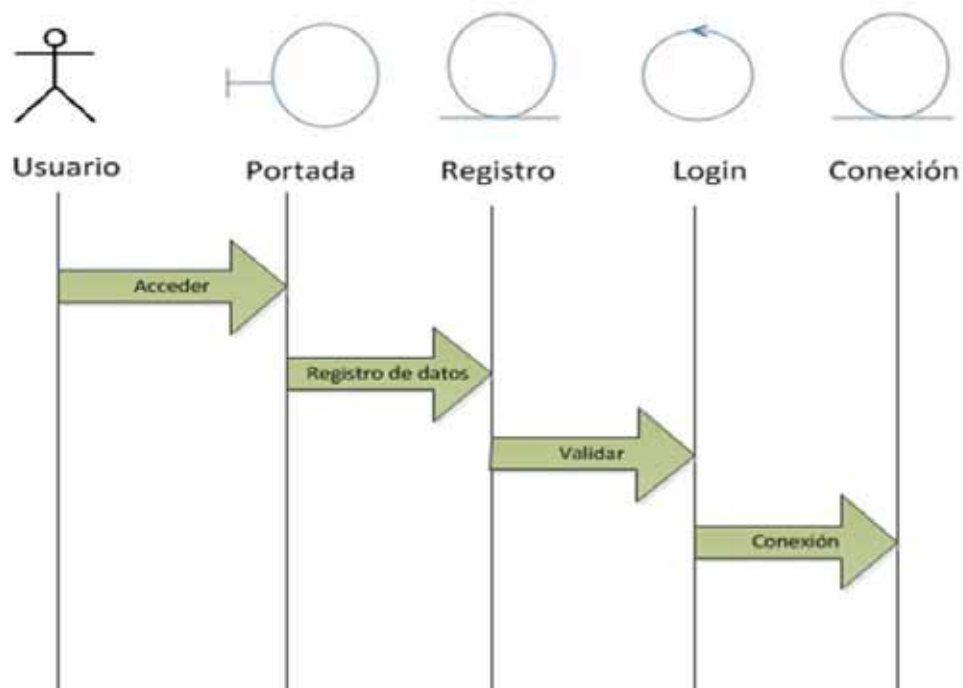 Usuario
Portada
Registro
Login
Conexión
Acceder
Registro de datos
Validar
Conexión